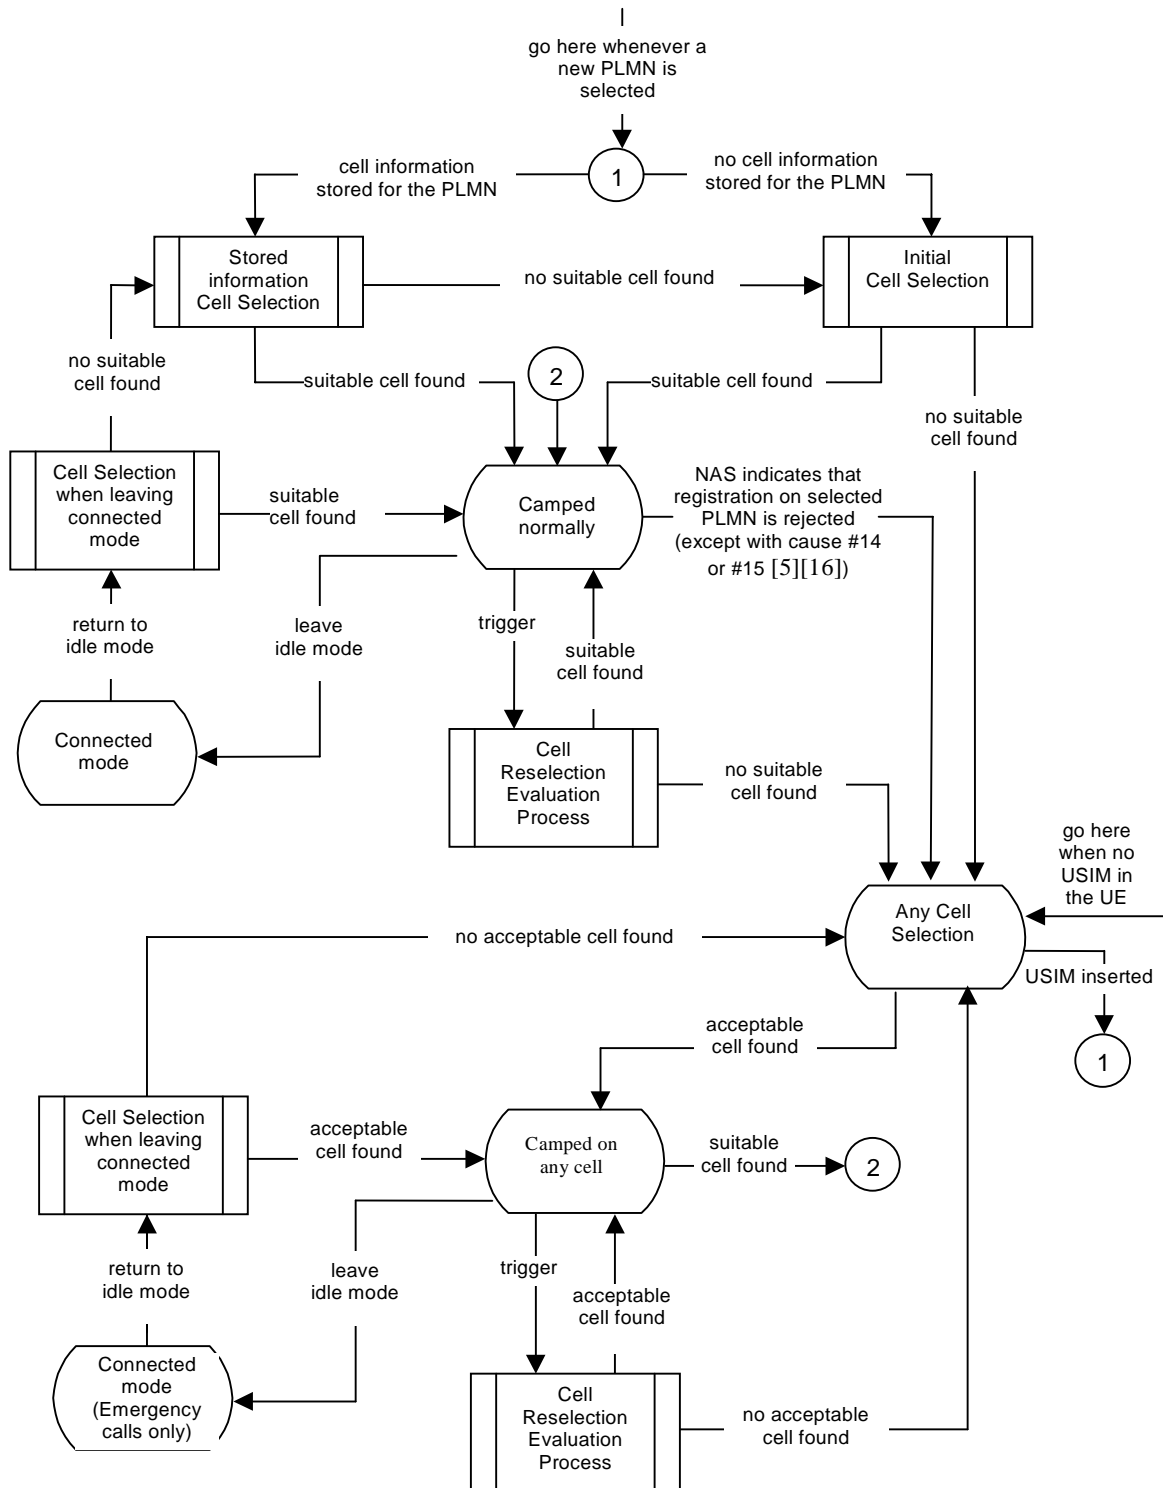 go here whenever a
new PLMN is
selected
1
cell information
stored for the PLMN
no cell information
stored for the PLMN
Stored
information
Cell Selection
no suitable cell found
Initial
Cell Selection
no suitable
cell found
suitable cell found
2
suitable cell found
no suitable
cell found
Cell Selection
when leaving
connected
mode
suitable
cell found
Camped
normally
NAS indicates that
registration on selected
PLMN is rejected
(except with cause #14
or #15 [5][16])
return to
idle mode
leave
idle mode
trigger
suitable
cell found
Connected
mode
Cell
Reselection
Evaluation
Process
no suitable
cell found
go here
when no
USIM in
the UE
Any Cell
Selection
no acceptable cell found
USIM inserted
1
acceptable
cell found
Cell Selection
when leaving
connected
mode
acceptable
cell found
Camped on
any cell
suitable
cell found
2
return to
idle mode
leave
idle mode
trigger
acceptable
cell found
Connected
mode
(Emergency
calls only)
Cell
Reselection
Evaluation
Process
no acceptable
cell found